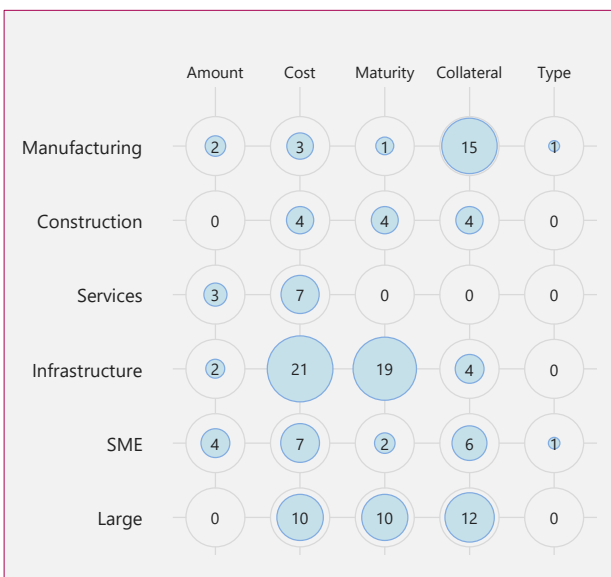 Amount Cost Maturity Collateral Type
Manufacturing 2 3 1 15 1
Construction 0 4 4 4 0
Services 3 7 0 0 0
Infrastructure 2 21 19 4 0
SME 4 7 2 6 1
Large 0 10 10 12 0